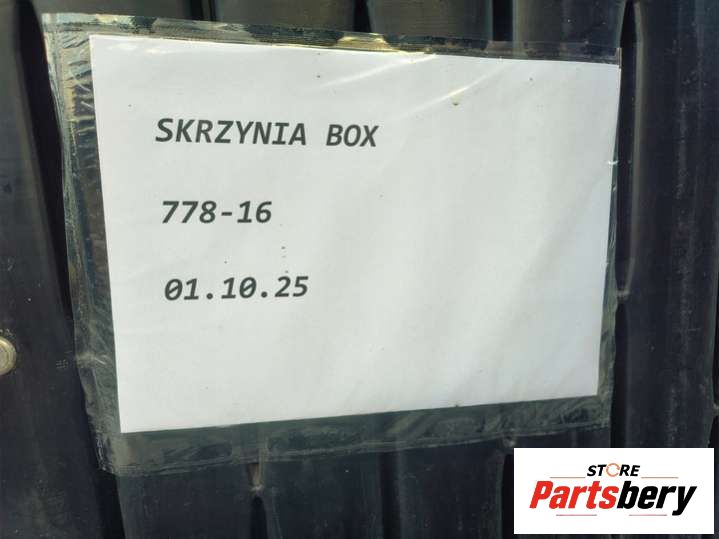 SKRZYNIA BOX
778-16
01.10.25
STORE
Partsbery